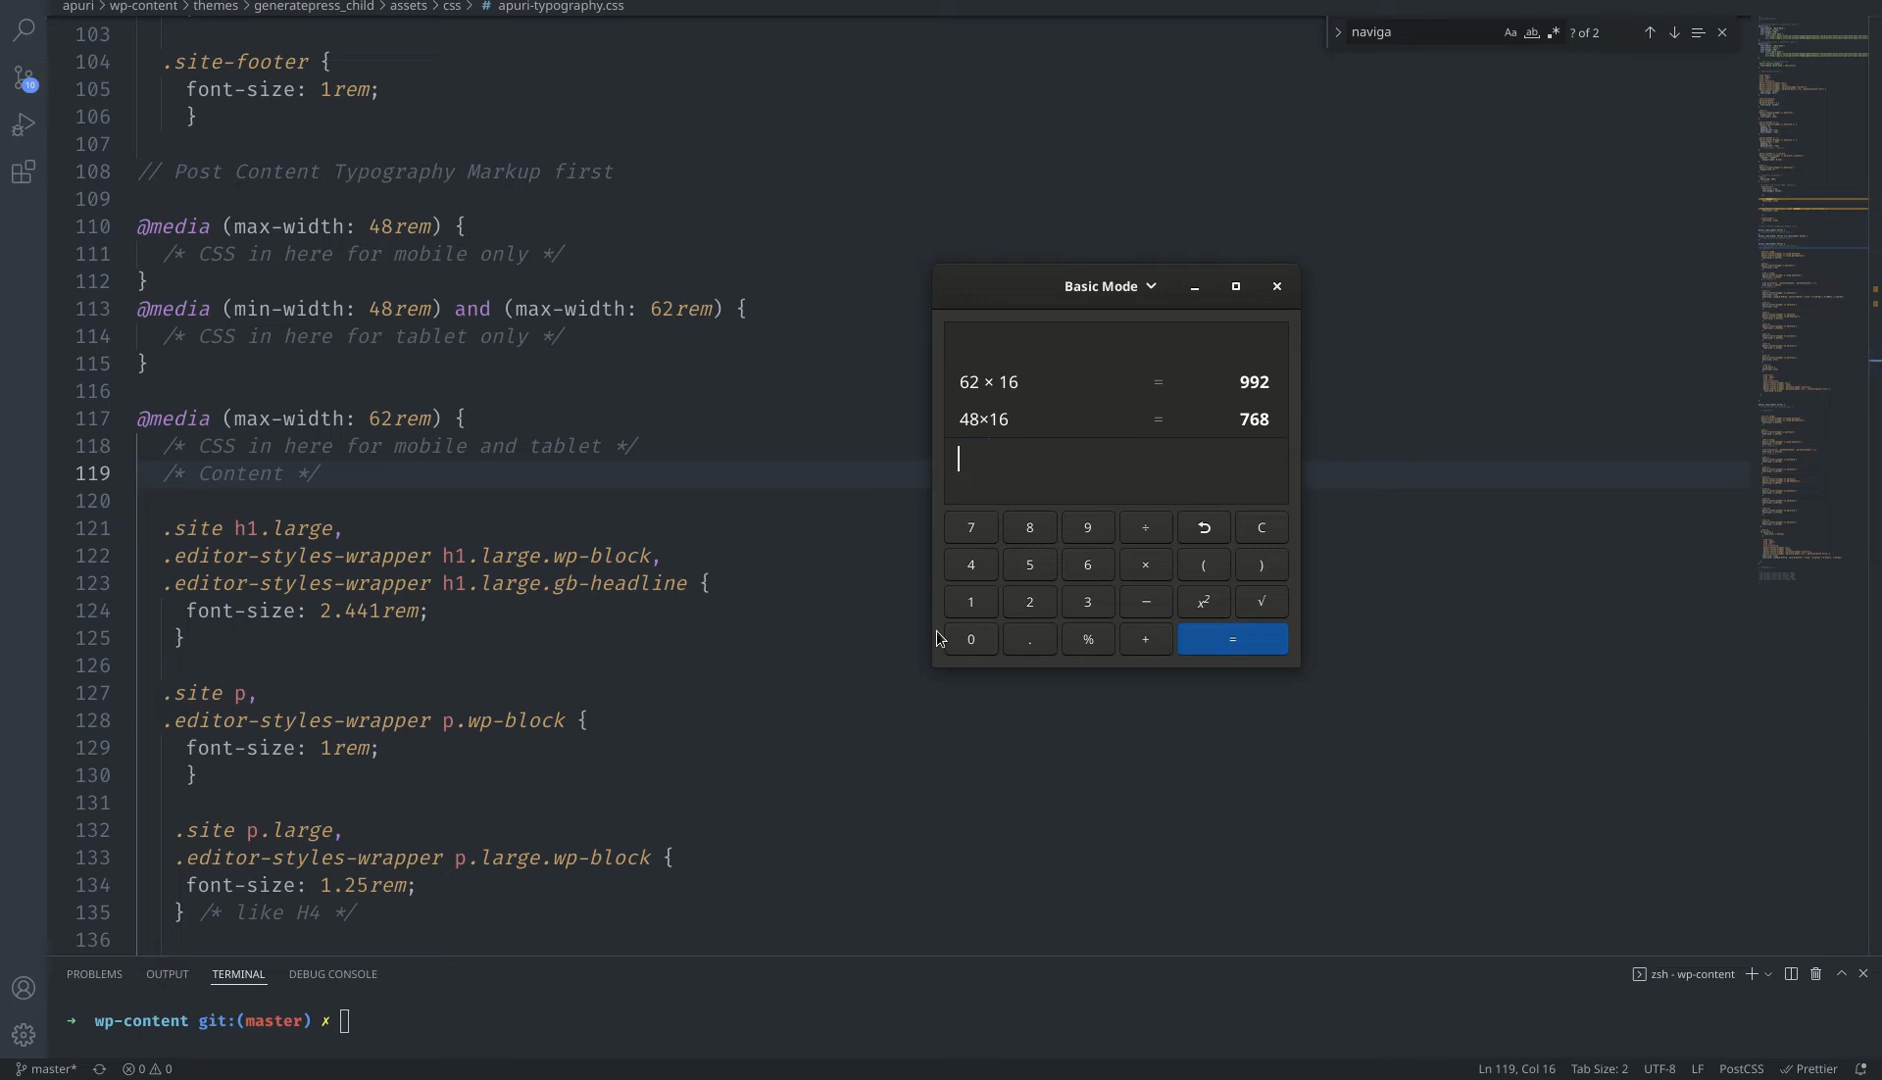 apuri › wp-content › themes › generatepress_child › assets › css › # apuri-typography.css
naviga
Aa ab .* ? of 2
103
104 .site-footer {
105 font-size: 1rem;
106 }
107
108 // Post Content Typography Markup first
109
110 @media (max-width: 48rem) {
111 /* CSS in here for mobile only */
112 }
113 @media (min-width: 48rem) and (max-width: 62rem) {
114 /* CSS in here for tablet only */
115 }
116
117 @media (max-width: 62rem) {
118 /* CSS in here for mobile and tablet */
119 /* Content */
120
121 .site h1.large,
122 .editor-styles-wrapper h1.large.wp-block,
123 .editor-styles-wrapper h1.large.gb-headline {
124 font-size: 2.441rem;
125 }
126
127 .site p,
128 .editor-styles-wrapper p.wp-block {
129 font-size: 1rem;
130 }
131
132 .site p.large,
133 .editor-styles-wrapper p.large.wp-block {
134 font-size: 1.25rem;
135 } /* like H4 */
136
10
Basic Mode
62 × 16 = 992
48×16 = 768
7 8 9 ÷ C
4 5 6 × ( )
1 2 3 − x² √
0 . % + =
PROBLEMS OUTPUT TERMINAL DEBUG CONSOLE
zsh - wp-content
➜ wp-content git:(master) ✗
master* 0 0
Ln 119, Col 16 Tab Size: 2 UTF-8 LF PostCSS Prettier